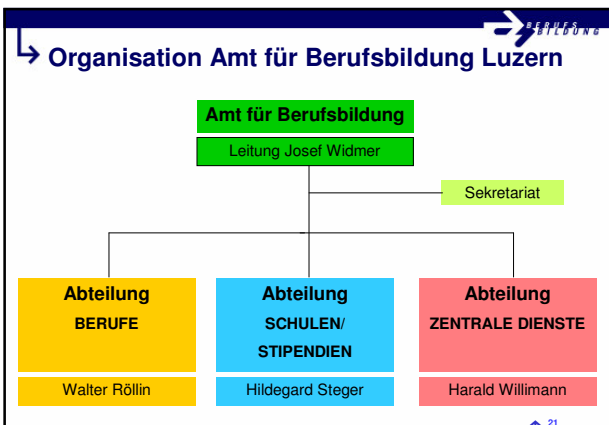 BERUFS
BILDUNG
Organisation Amt für Berufsbildung Luzern
Amt für Berufsbildung
Leitung Josef Widmer
Sekretariat
Abteilung
BERUFE
Walter Röllin
Abteilung
SCHULEN/
STIPENDIEN
Hildegard Steger
Abteilung
ZENTRALE DIENSTE
Harald Willimann
21